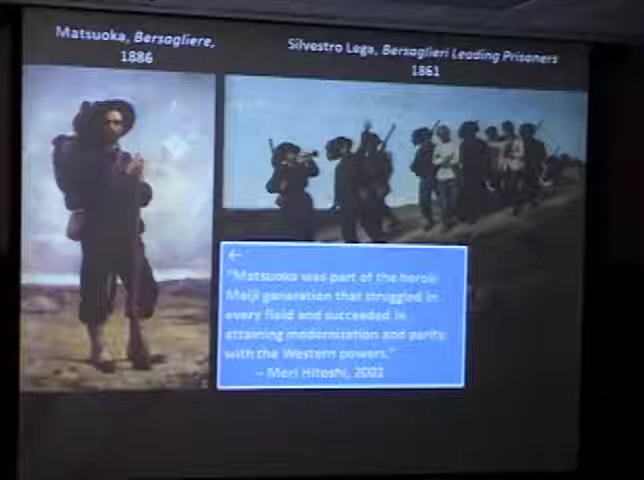 Matsuoka, Bersagliere,
1886
Silvestro Lega, Bersaglieri Leading Prisoners
1861
←
"Matsuoka was part of the heroic
Meiji generation that struggled in
every field and succeeded in
attaining modernization and parity
with the Western powers."
– Mori Hitoshi, 2002